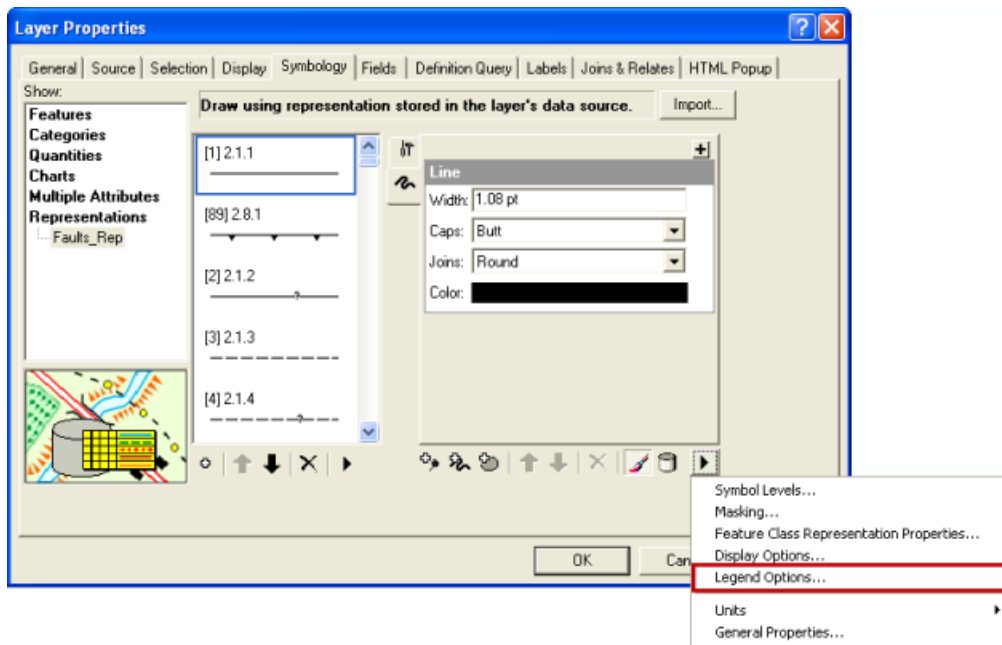 Layer Properties
General Source Selection Display Symbology Fields Definition Query Labels Joins & Relates HTML Popup
Show:
Features
Categories
Quantities
Charts
Multiple Attributes
Representations
Faults_Rep
Draw using representation stored in the layer's data source.
Import...
[1] 2.1.1
[89] 2.8.1
[2] 2.1.2
?
[3] 2.1.3
[4] 2.1.4
?
Line
Width: 1.08 pt
Caps: Butt
Joins: Round
Color:
OK
Can
Symbol Levels...
Masking...
Feature Class Representation Properties...
Display Options...
Legend Options...
Units
General Properties...